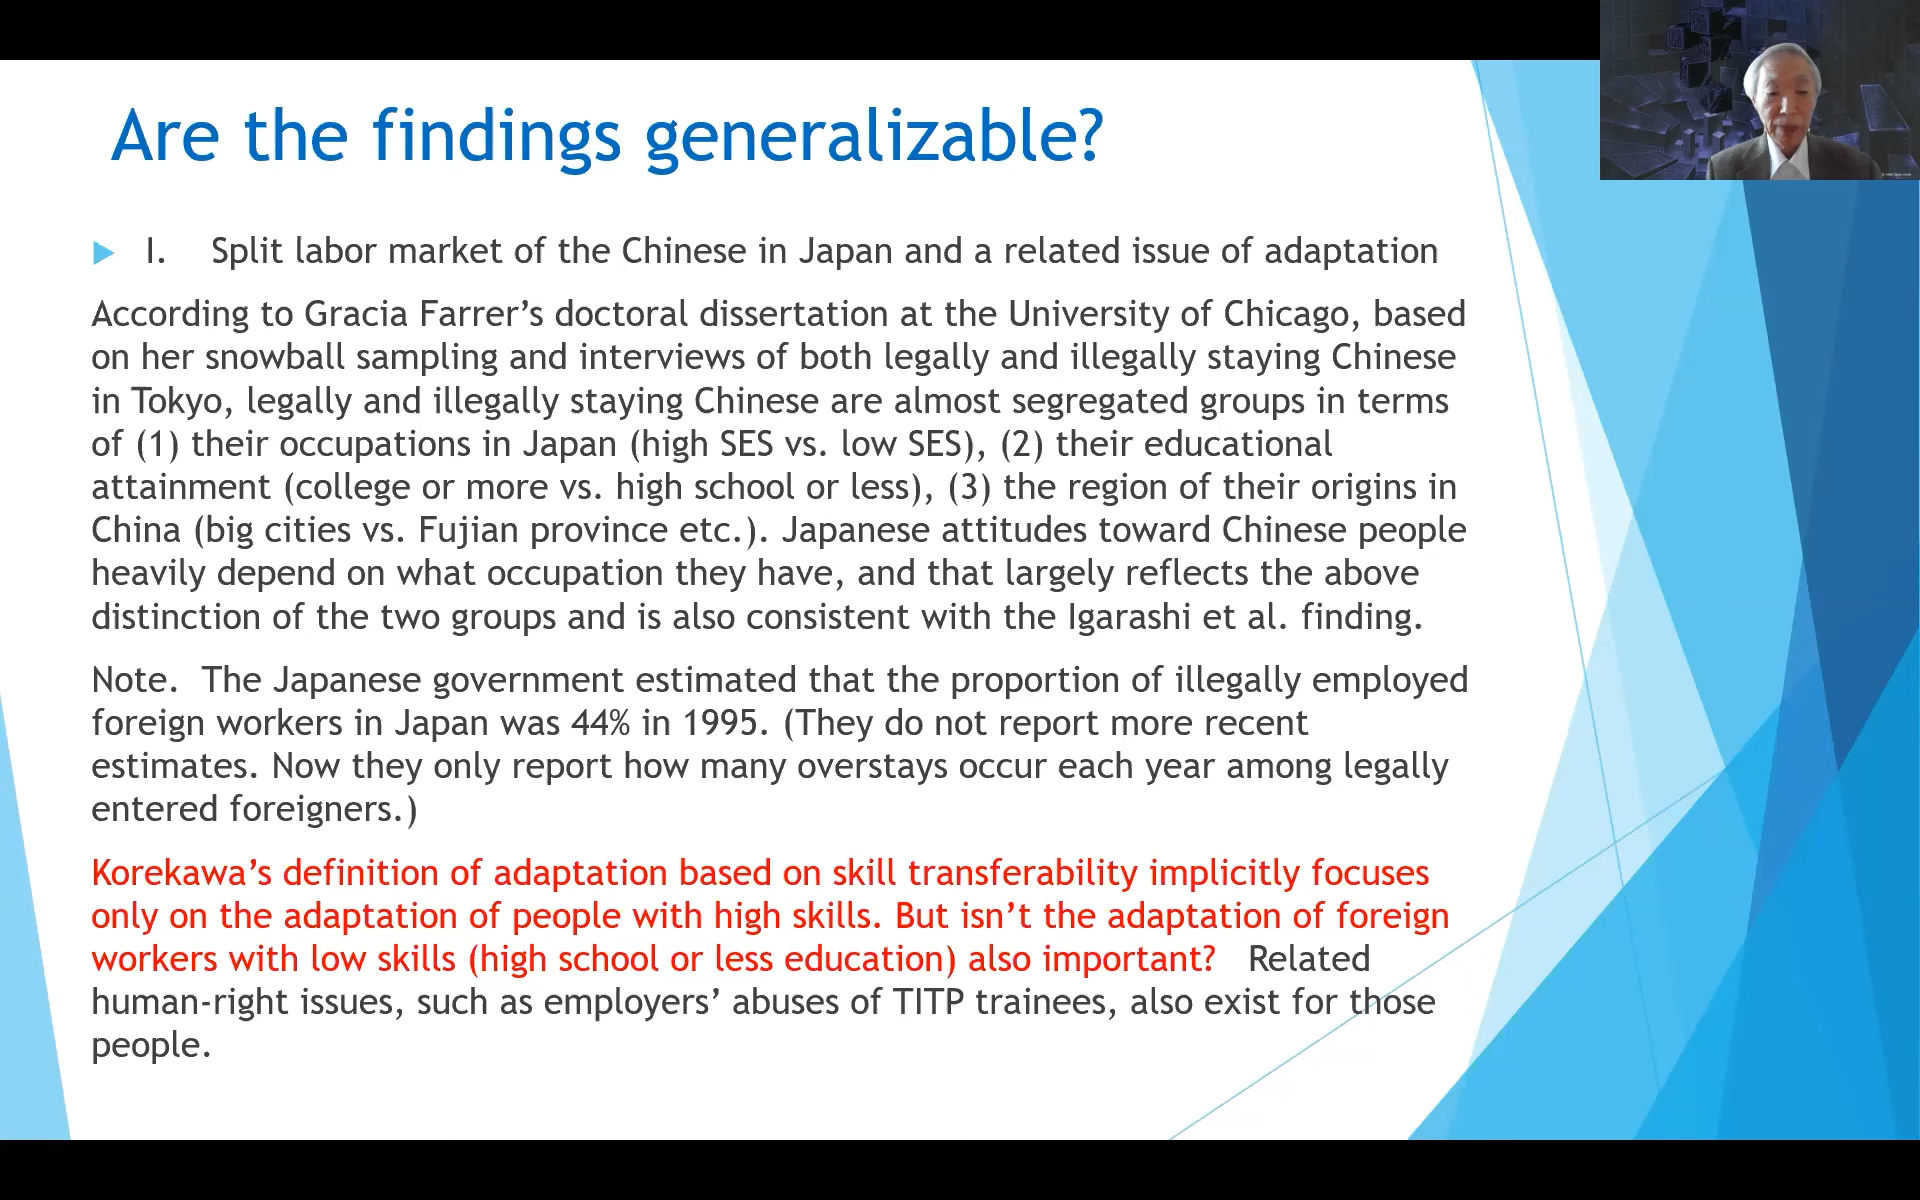 Are the findings generalizable?
I. Split labor market of the Chinese in Japan and a related issue of adaptation
According to Gracia Farrer’s doctoral dissertation at the University of Chicago, based
on her snowball sampling and interviews of both legally and illegally staying Chinese
in Tokyo, legally and illegally staying Chinese are almost segregated groups in terms
of (1) their occupations in Japan (high SES vs. low SES), (2) their educational
attainment (college or more vs. high school or less), (3) the region of their origins in
China (big cities vs. Fujian province etc.). Japanese attitudes toward Chinese people
heavily depend on what occupation they have, and that largely reflects the above
distinction of the two groups and is also consistent with the Igarashi et al. finding.
Note. The Japanese government estimated that the proportion of illegally employed
foreign workers in Japan was 44% in 1995. (They do not report more recent
estimates. Now they only report how many overstays occur each year among legally
entered foreigners.)
Korekawa’s definition of adaptation based on skill transferability implicitly focuses
only on the adaptation of people with high skills. But isn’t the adaptation of foreign
workers with low skills (high school or less education) also important? Related
human-right issues, such as employers’ abuses of TITP trainees, also exist for those
people.